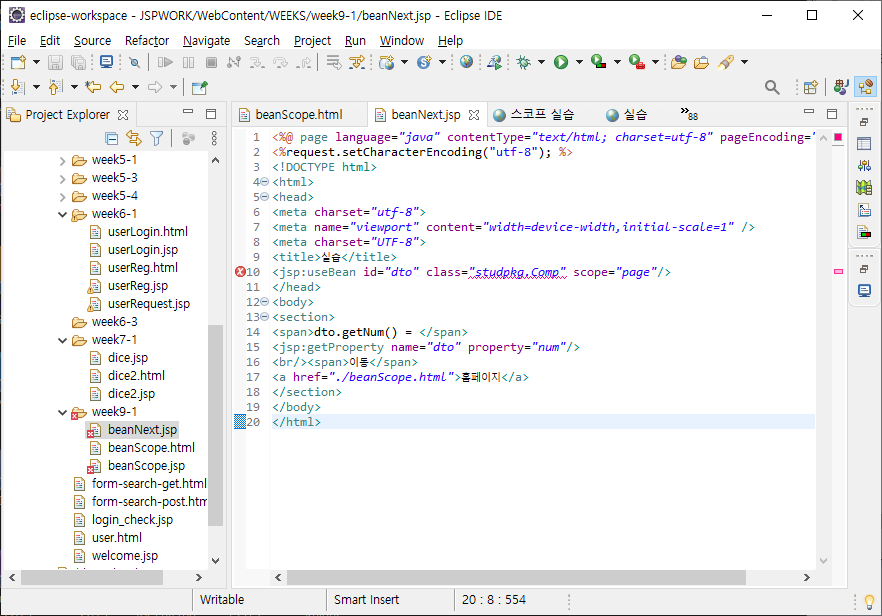 eclipse-workspace - JSPWORK/WebContent/WEEKS/week9-1/beanNext.jsp - Eclipse IDE
File Edit Source Refactor Navigate Search Project Run Window Help
Project Explorer
week5-1
week5-3
week5-4
week6-1
userLogin.html
userLogin.jsp
userReg.html
userReg.jsp
userRequest.jsp
week6-3
week7-1
dice.jsp
dice2.html
dice2.jsp
week9-1
beanNext.jsp
beanScope.html
beanScope.jsp
form-search-get.html
form-search-post.htm
login_check.jsp
user.html
welcome.jsp
beanScope.html beanNext.jsp 스코프 실습 실습 88
1 <%@ page language="java" contentType="text/html; charset=utf-8" pageEncoding="
2 <%request.setCharacterEncoding("utf-8"); %>
3 <!DOCTYPE html>
4 <html>
5 <head>
6 <meta charset="utf-8">
7 <meta name="viewport" content="width=device-width,initial-scale=1" />
8 <meta charset="UTF-8">
9 <title>실습</title>
10 <jsp:useBean id="dto" class="studpkg.Comp" scope="page"/>
11 </head>
12 <body>
13 <section>
14 <span>dto.getNum() = </span>
15 <jsp:getProperty name="dto" property="num"/>
16 <br/><span>이동</span>
17 <a href="./beanScope.html">홈페이지</a>
18 </section>
19 </body>
20 </html>
Writable Smart Insert 20 : 8 : 554